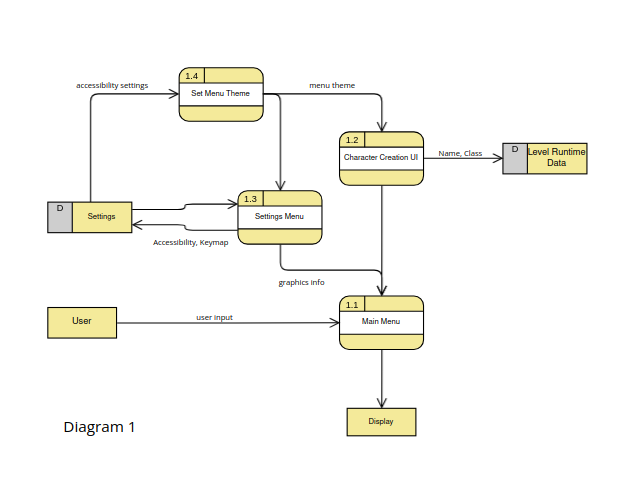 1.4
accessibility settings
Set Menu Theme
menu theme
1.2
Character Creation UI
Name, Class
D
Level Runtime
Data
1.3
Settings Menu
D
Settings
Accessibility, Keymap
graphics info
1.1
Main Menu
User
user input
Display
Diagram 1